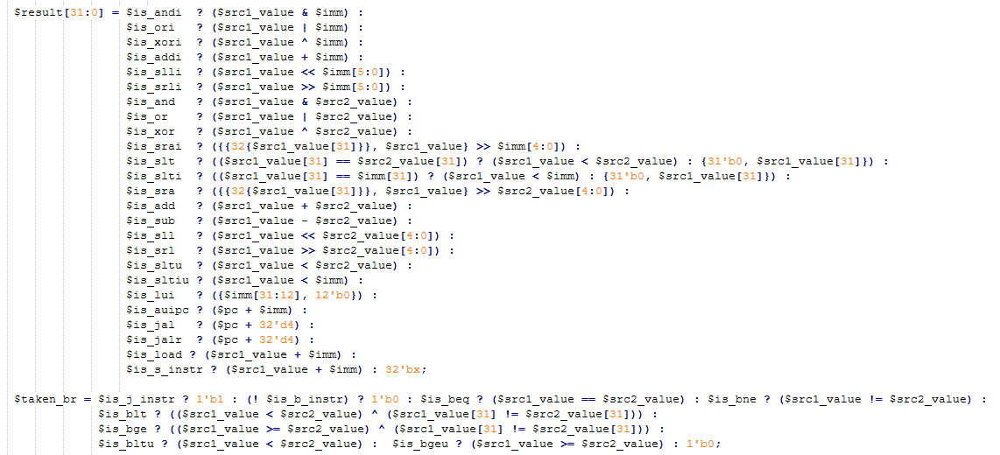 $result[31:0] = $is_andi ? ($src1_value & $imm) :
$is_ori ? ($src1_value | $imm) :
$is_xori ? ($src1_value ^ $imm) :
$is_addi ? ($src1_value + $imm) :
$is_slli ? ($src1_value << $imm[5:0]) :
$is_srli ? ($src1_value >> $imm[5:0]) :
$is_and ? ($src1_value & $src2_value) :
$is_or ? ($src1_value | $src2_value) :
$is_xor ? ($src1_value ^ $src2_value) :
$is_srai ? ({{32{$src1_value[31]}}, $src1_value} >> $imm[4:0]) :
$is_slt ? (($src1_value[31] == $src2_value[31]) ? ($src1_value < $src2_value) : {31'b0, $src1_value[31]}) :
$is_slti ? (($src1_value[31] == $imm[31]) ? ($src1_value < $imm) : {31'b0, $src1_value[31]}) :
$is_sra ? ({{32{$src1_value[31]}}, $src1_value} >> $src2_value[4:0]) :
$is_add ? ($src1_value + $src2_value) :
$is_sub ? ($src1_value - $src2_value) :
$is_sll ? ($src1_value << $src2_value[4:0]) :
$is_srl ? ($src1_value >> $src2_value[4:0]) :
$is_sltu ? ($src1_value < $src2_value) :
$is_sltiu ? ($src1_value < $imm) :
$is_lui ? ({$imm[31:12], 12'b0}) :
$is_auipc ? ($pc + $imm) :
$is_jal ? ($pc + 32'd4) :
$is_jalr ? ($pc + 32'd4) :
$is_load ? ($src1_value + $imm) :
$is_s_instr ? ($src1_value + $imm) : 32'bx;
$taken_br = $is_j_instr ? 1'b1 : (! $is_b_instr) ? 1'b0 : $is_beq ? ($src1_value == $src2_value) : $is_bne ? ($src1_value != $src2_value) :
$is_blt ? (($src1_value < $src2_value) ^ ($src1_value[31] != $src2_value[31])) :
$is_bge ? (($src1_value >= $src2_value) ^ ($src1_value[31] != $src2_value[31])) :
$is_bltu ? ($src1_value < $src2_value) : $is_bgeu ? ($src1_value >= $src2_value) : 1'b0;